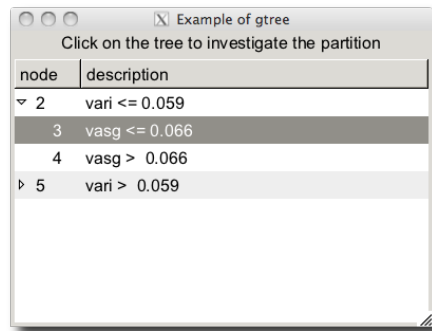 Example of gtree
Click on the tree to investigate the partition
node description
2 vari <= 0.059
3 vasg <= 0.066
4 vasg > 0.066
5 vari > 0.059